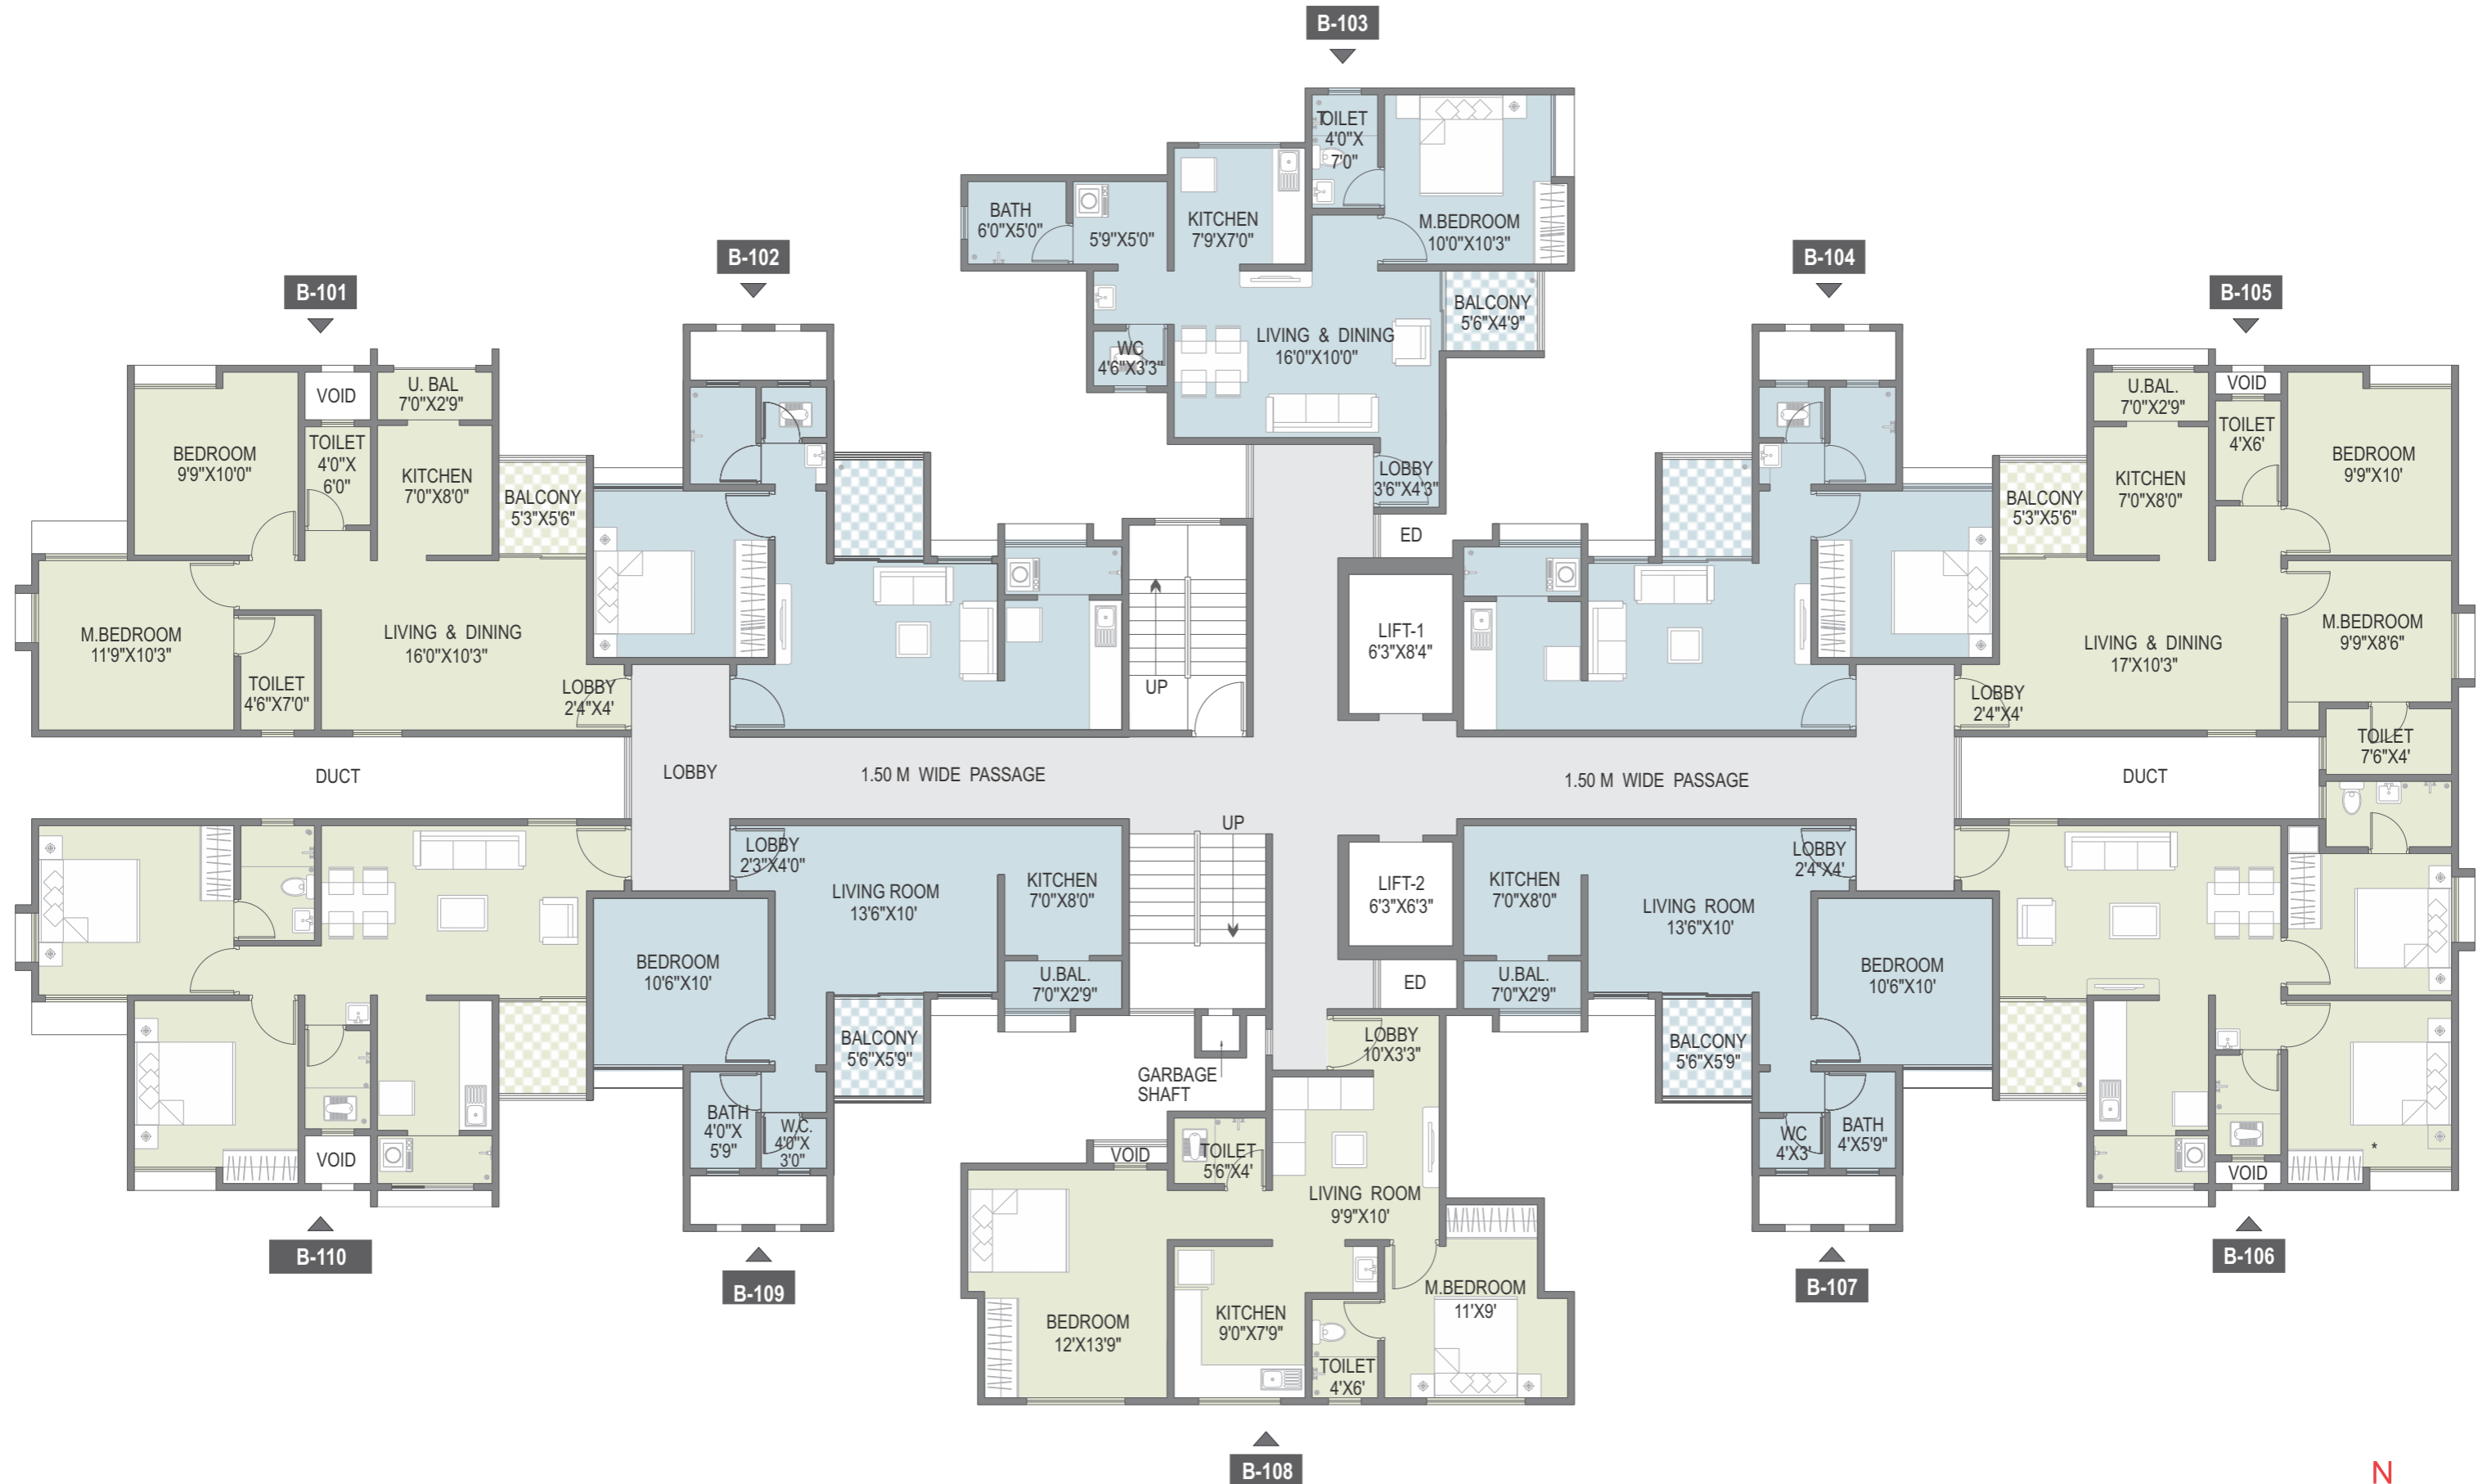 B-103
TOILET
4'0"X
7'0"
M.BEDROOM
10'0"X10'3"
KITCHEN
7'9"X7'0"
BATH
6'0"X5'0"
5'9"X5'0"
BALCONY
5'6"X4'9"
LIVING & DINING
16'0"X10'0"
WC
4'6"X3'3"
LOBBY
3'6"X4'3"
B-101
B-102
B-104
B-105
VOID
U. BAL
7'0"X2'9"
BEDROOM
9'9"X10'0"
TOILET
4'0"X
6'0"
KITCHEN
7'0"X8'0"
BALCONY
5'3"X5'6"
M.BEDROOM
11'9"X10'3"
LIVING & DINING
16'0"X10'3"
TOILET
4'6"X7'0"
LOBBY
2'4"X4'
UP
ED
LIFT-1
6'3"X8'4"
VOID
U.BAL.
7'0"X2'9"
TOILET
4'X6'
BEDROOM
9'9"X10'
KITCHEN
7'0"X8'0"
BALCONY
5'3"X5'6"
M.BEDROOM
9'9"X8'6"
LIVING & DINING
17'X10'3"
LOBBY
2'4"X4'
TOILET
7'6"X4'
DUCT
LOBBY
1.50 M WIDE PASSAGE
1.50 M WIDE PASSAGE
DUCT
UP
LOBBY
2'3"X4'0"
LIVING ROOM
13'6"X10'
KITCHEN
7'0"X8'0"
BEDROOM
10'6"X10'
U.BAL.
7'0"X2'9"
BALCONY
5'6"X5'9"
BATH
4'0"X
5'9"
W.C.
4'0"X
3'0"
LIFT-2
6'3"X6'3"
ED
GARBAGE
SHAFT
LOBBY
2'4"X4'
KITCHEN
7'0"X8'0"
LIVING ROOM
13'6"X10'
BEDROOM
10'6"X10'
U.BAL.
7'0"X2'9"
BALCONY
5'6"X5'9"
WC
4'X3'
BATH
4'X5'9"
LOBBY
10'X3'3"
VOID
TOILET
5'6"X4'
LIVING ROOM
9'9"X10'
BEDROOM
12'X13'9"
KITCHEN
9'0"X7'9"
M.BEDROOM
11'X9'
TOILET
4'X6'
VOID
VOID
*
B-110
B-109
B-107
B-106
B-108
N